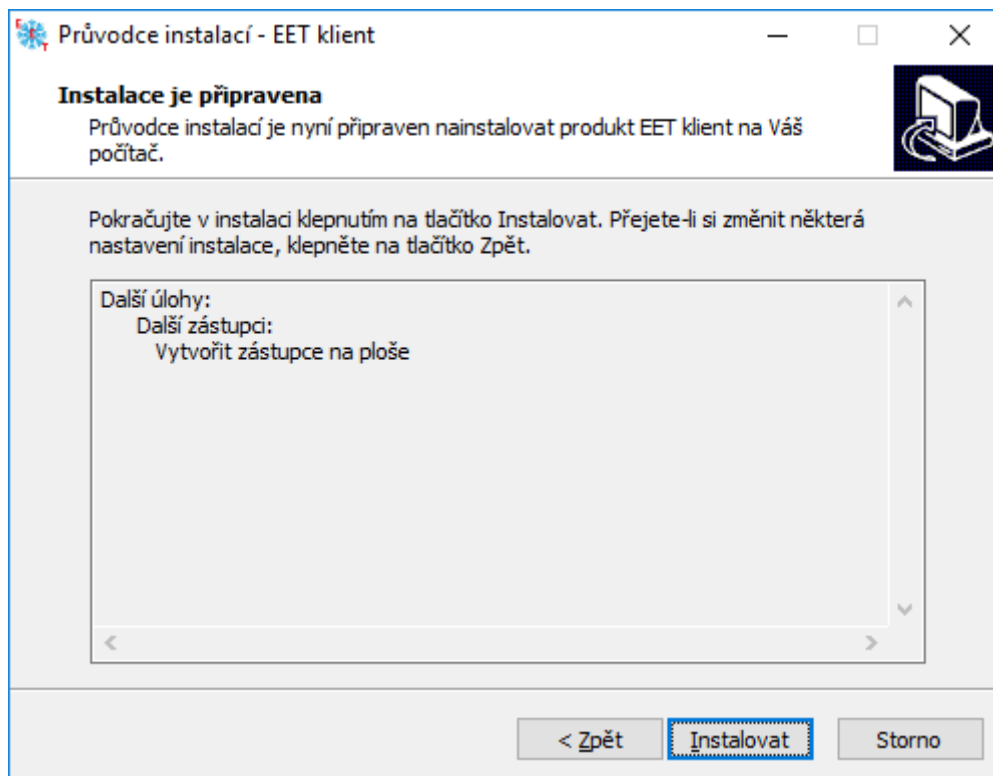 Průvodce instalací - EET klient
Instalace je připravena
Průvodce instalací je nyní připraven nainstalovat produkt EET klient na Váš
počítač.
Pokračujte v instalaci klepnutím na tlačítko Instalovat. Přejete-li si změnit některá
nastavení instalace, klepněte na tlačítko Zpět.
Další úlohy:
Další zástupci:
Vytvořit zástupce na ploše
< Zpět
Instalovat
Storno